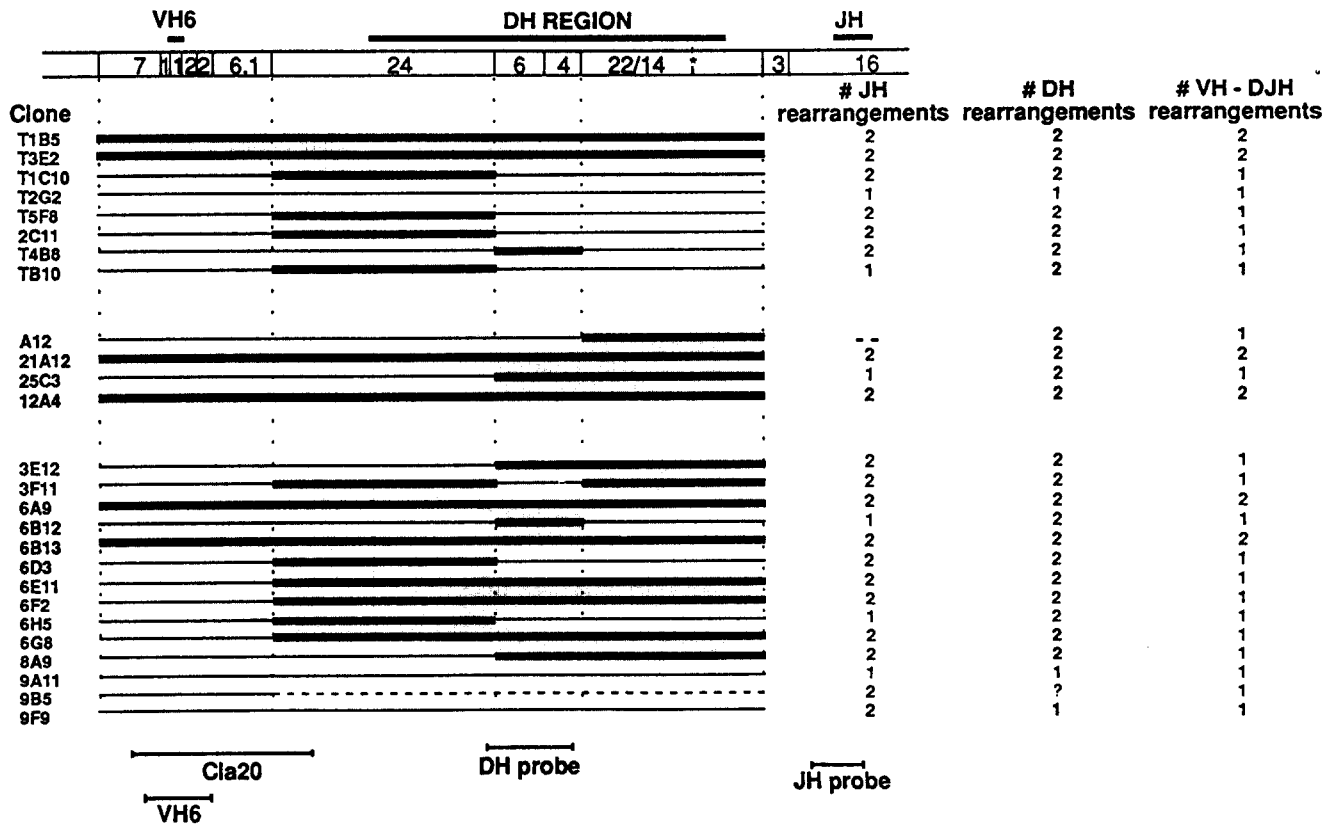 VH6 DH REGION JH
7 1 1 2 2 6.1 24 6 4 22/14 * 3 16
Clone # JH rearrangements # DH rearrangements # VH - DJH rearrangements
T1B5 2 2 2
T3E2 2 2 2
T1C10 2 2 1
T2G2 1 1 1
T5F8 2 2 1
2C11 2 2 1
T4B8 2 2 1
TB10 1 2 1
A12 -- 2 1
21A12 2 2 2
25C3 1 2 1
12A4 2 2 2
3E12 2 2 1
3F11 2 2 1
6A9 2 2 2
6B12 1 2 1
6B13 2 2 2
6D3 2 2 1
6E11 2 2 1
6F2 2 2 1
6H5 1 2 1
6G8 2 2 1
8A9 2 2 1
9A11 1 1 1
9B5 2 ? 1
9F9 2 1 1
Cla20 DH probe JH probe
VH6